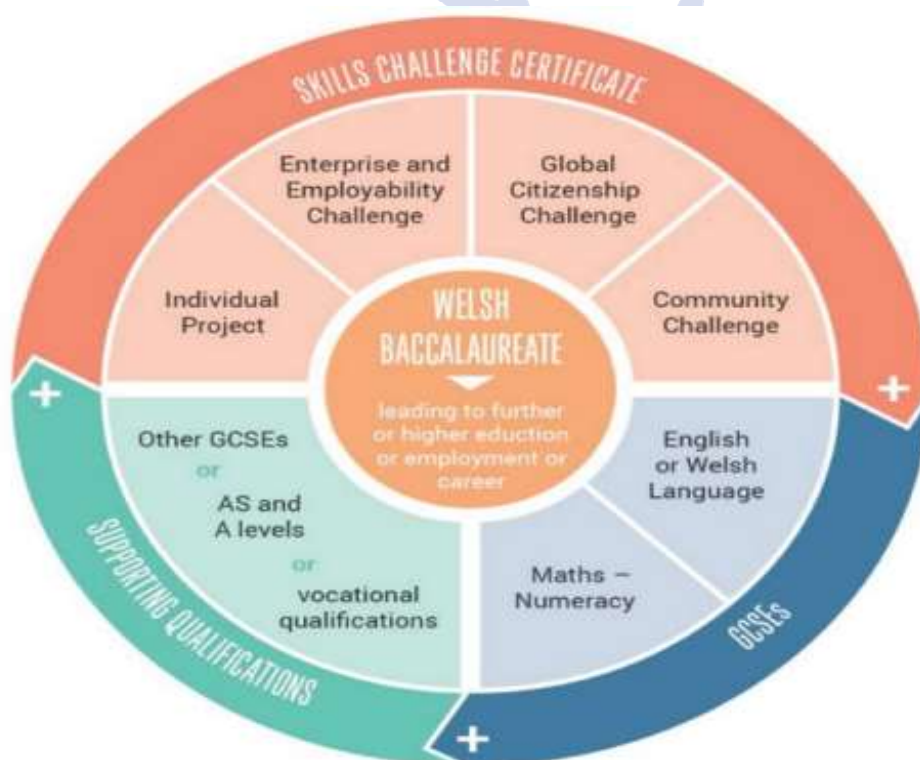 SKILLS CHALLENGE CERTIFICATE
Enterprise and
Employability
Challenge
Global
Citizenship
Challenge
Individual
Project
Community
Challenge
WELSH
BACCALAUREATE
leading to further
or higher eduction
or employment or
career
Other GCSEs
or
AS and
A levels
or
vocational
qualifications
English
or Welsh
Language
Maths –
Numeracy
SUPPORTING QUALIFICATIONS
GCSEs
+
+
+